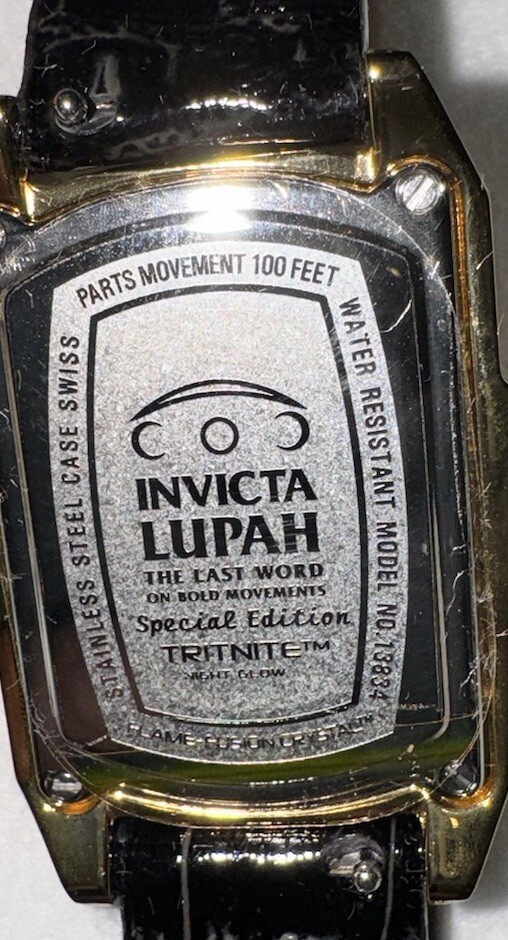 STAINLESS STEEL CASE SWISS
PARTS MOVEMENT 100 FEET
WATER RESISTANT MODEL NO.13834
INVICTA
LUPAH
THE LAST WORD
ON BOLD MOVEMENTS
Special Edition
TRITNITE™
NIGHT GLOW
FLAME FUSION CRYSTAL™